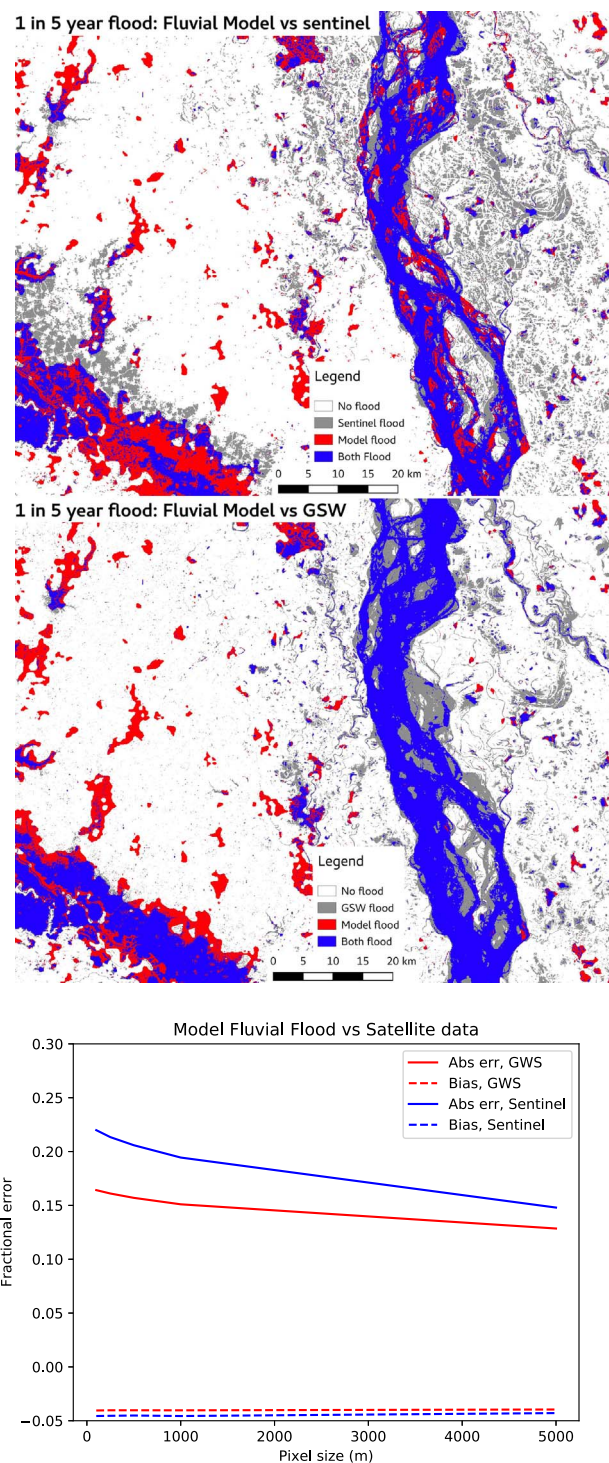 1 in 5 year flood: Fluvial Model vs sentinel
Legend
No flood
Sentinel flood
Model flood
Both Flood
0 5 10 15 20 km
1 in 5 year flood: Fluvial Model vs GSW
Legend
No flood
GSW flood
Model flood
Both flood
0 5 10 15 20 km
Model Fluvial Flood vs Satellite data
0.30
0.25
0.20
0.15
0.10
0.05
0.00
−0.05
Fractional error
Abs err, GWS
Bias, GWS
Abs err, Sentinel
Bias, Sentinel
0 1000 2000 3000 4000 5000
Pixel size (m)